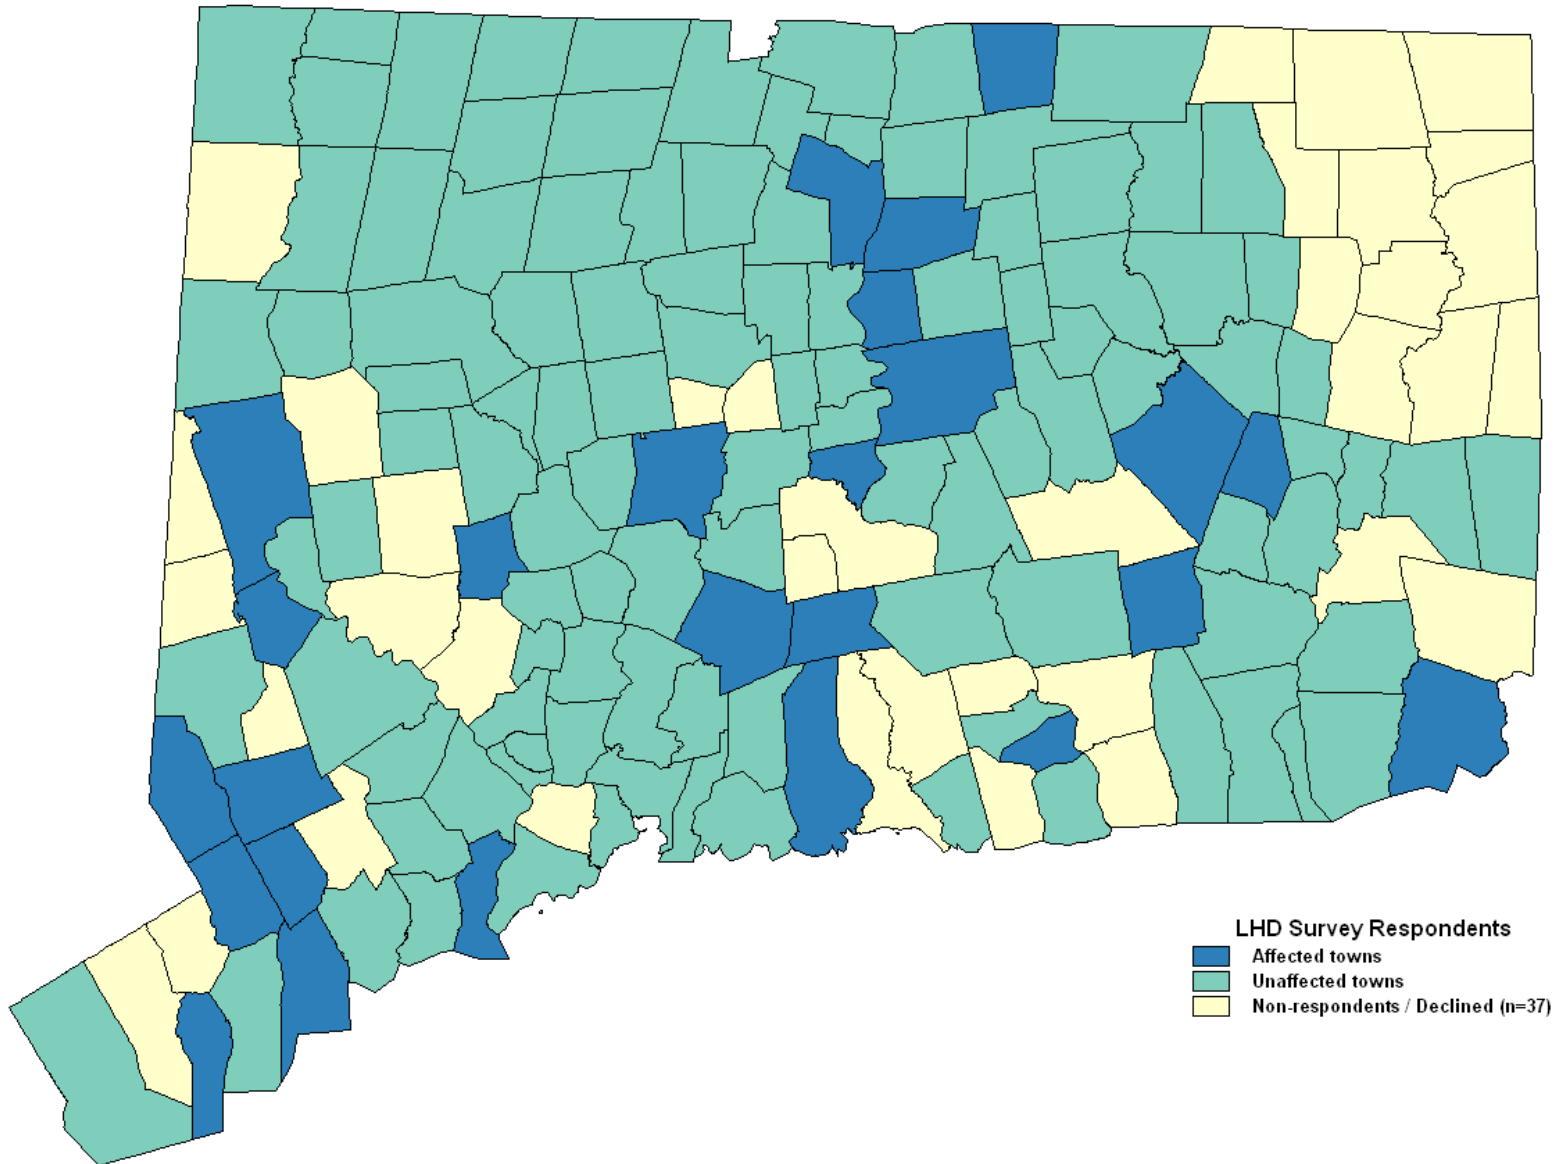 LHD Survey Respondents
Affected towns
Unaffected towns
Non-respondents / Declined (n=37)